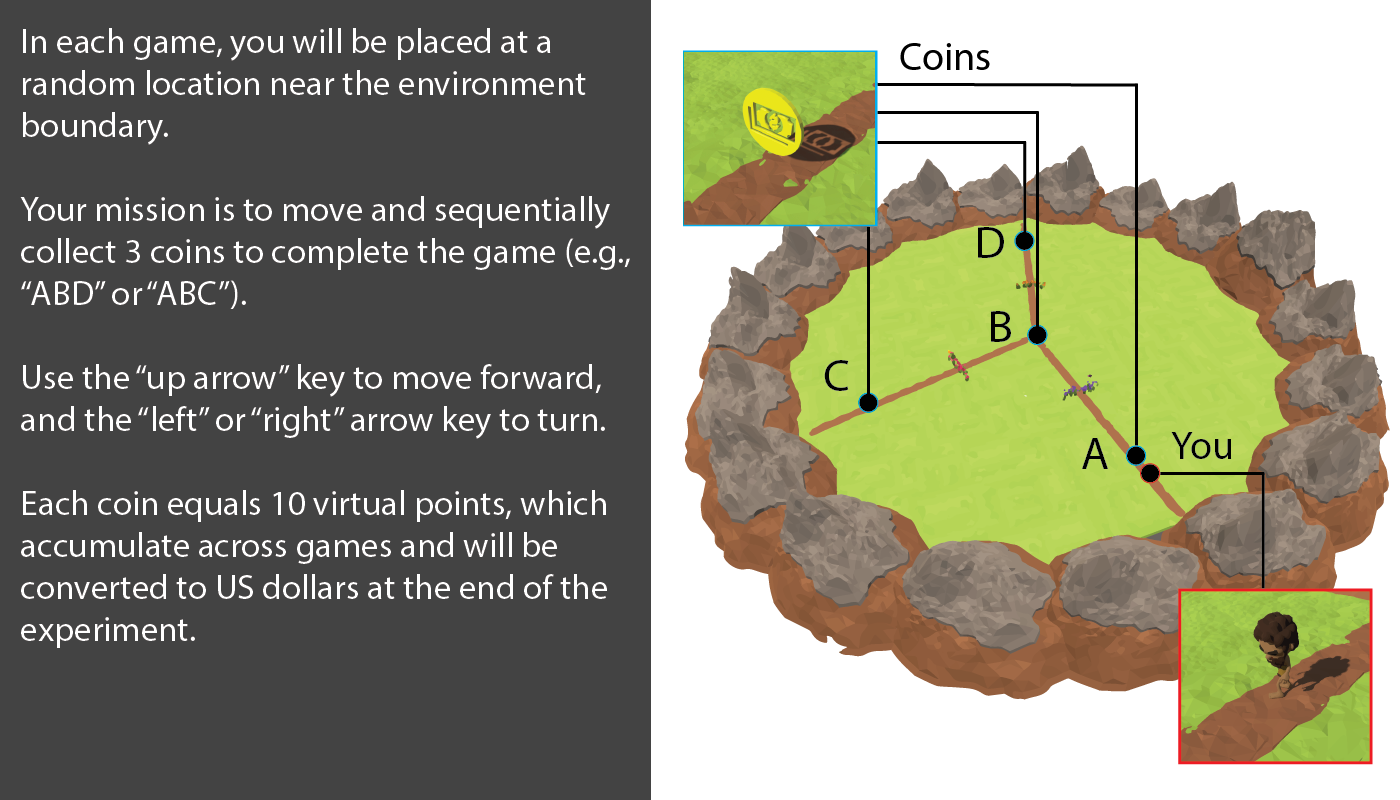 In each game, you will be placed at a
random location near the environment
boundary.
Your mission is to move and sequentially
collect 3 coins to complete the game (e.g.,
“ABD” or “ABC”).
Use the “up arrow” key to move forward,
and the “left” or “right” arrow key to turn.
Each coin equals 10 virtual points, which
accumulate across games and will be
converted to US dollars at the end of the
experiment.
Coins
D
B
C
A
You